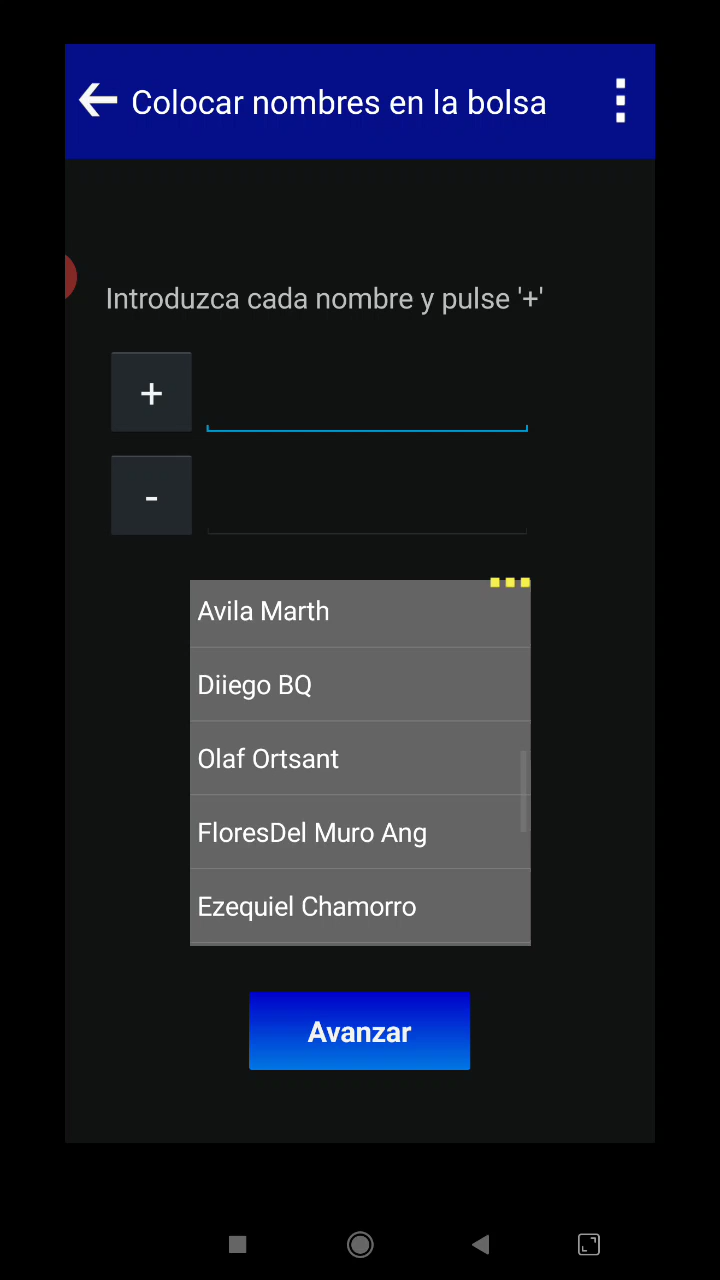 Colocar nombres en la bolsa
Introduzca cada nombre y pulse '+'
+
-
Avila Marth
Diiego BQ
Olaf Ortsant
FloresDel Muro Ang
Ezequiel Chamorro
Avanzar